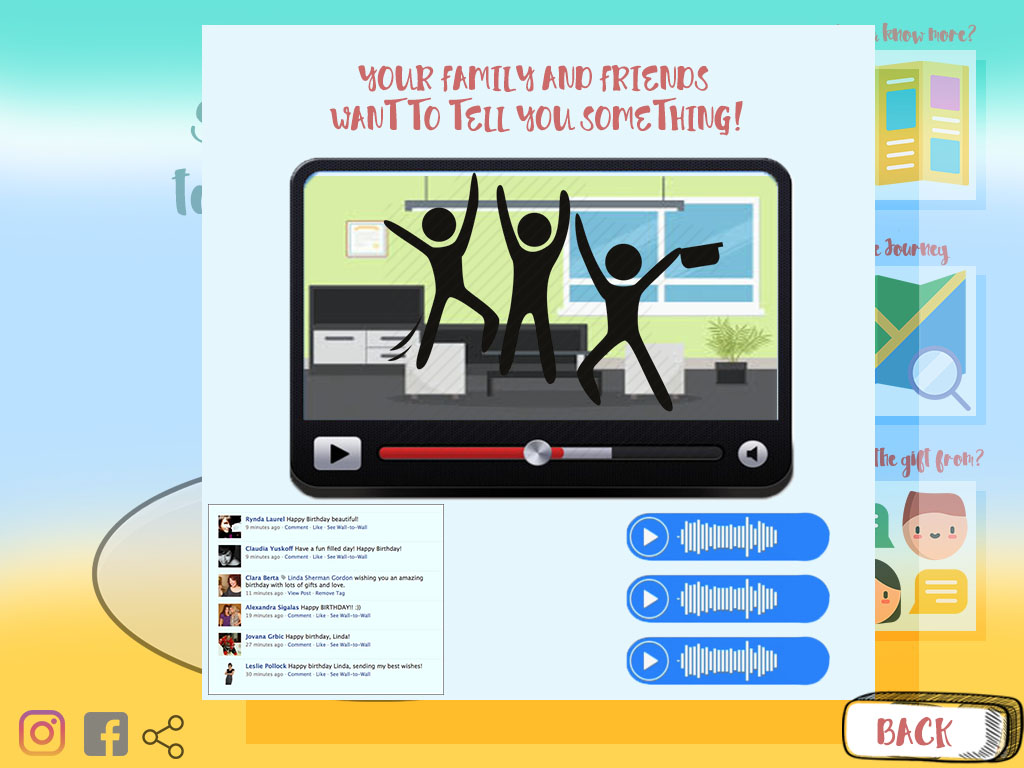 know more?
YOUR FAMILY AND FRIENDS
WANT TO TELL YOU SOMETHING!
Journey
the gift from?
Rynda Laurel Happy Birthday beautiful!
9 minutes ago · Comment · Like · See Wall-to-Wall
Claudia Yuskoff Have a fun filled day! Happy Birthday!
9 minutes ago · Comment · Like · See Wall-to-Wall
Clara Berta Linda Sherman Gordon wishing you an amazing
birthday with lots of gifts and love.
11 minutes ago · View Post · Remove Tag
Alexandra Sigalas Happy BIRTHDAY!! :))
19 minutes ago · Comment · Like · See Wall-to-Wall
Jovana Grbic Happy birthday, Linda!
27 minutes ago · Comment · Like · See Wall-to-Wall
Leslie Pollock Happy birthday Linda, sending my best wishes!
30 minutes ago · Comment · Like · See Wall-to-Wall
BACK